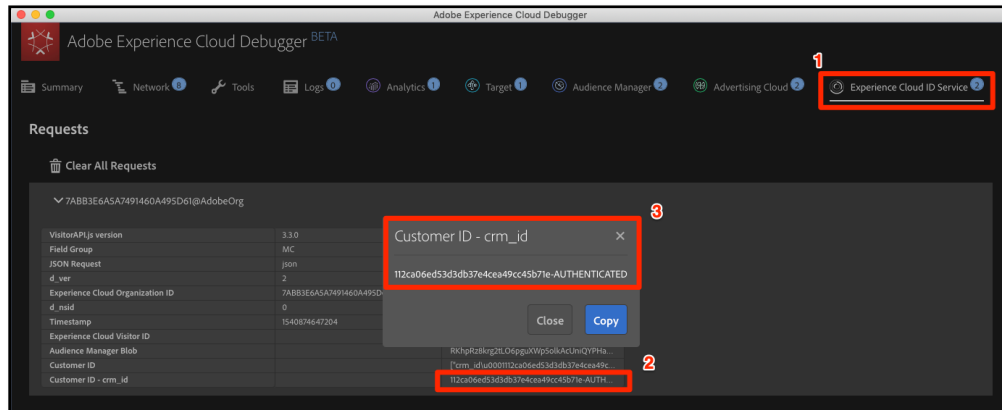 Adobe Experience Cloud Debugger
Adobe Experience Cloud Debugger BETA
1
Summary Network 8 Tools Logs 0 Analytics 1 Target 1 Audience Manager 2 Advertising Cloud 2 Experience Cloud ID Service 2
Requests
Clear All Requests
7ABB3E6A5A7491460A495D61@AdobeOrg
3
Customer ID - crm_id ×
112ca06ed53d3db37e4cea49cc45b71e-AUTHENTICATED
Close Copy
VisitorAPI.js version 3.3.0
Field Group MC
JSON Request json
d_ver 2
Experience Cloud Organization ID 7ABB3E6A5A7491460A495D
d_nsid 0
Timestamp 1540874647204
Experience Cloud Visitor ID
Audience Manager Blob RKhpRz8krg2tLO6pguXWp5olkAcUniQYPHa...
Customer ID ["crm_id\u0001112ca06ed53d3db37e4cea49c...
2
Customer ID - crm_id 112ca06ed53d3db37e4cea49cc45b71e-AUTH...